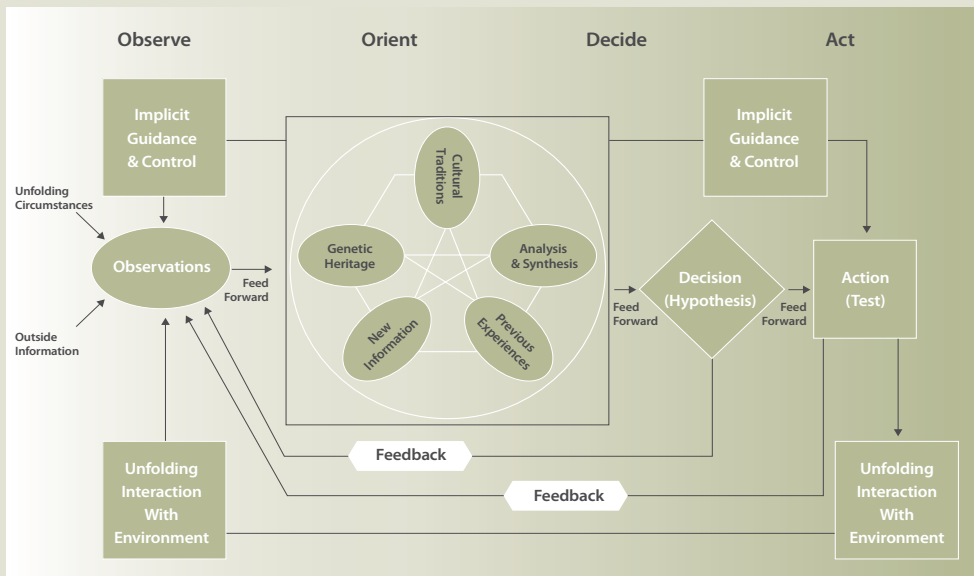 Observe
Orient
Decide
Act
Implicit
Guidance
& Control
Unfolding
Circumstances
Observations
Outside
Information
Feed
Forward
Cultural
Traditions
Genetic
Heritage
Analysis
& Synthesis
New
Information
Previous
Experiences
Feed
Forward
Decision
(Hypothesis)
Feed
Forward
Implicit
Guidance
& Control
Action
(Test)
Feedback
Feedback
Unfolding
Interaction
With
Environment
Unfolding
Interaction
With
Environment